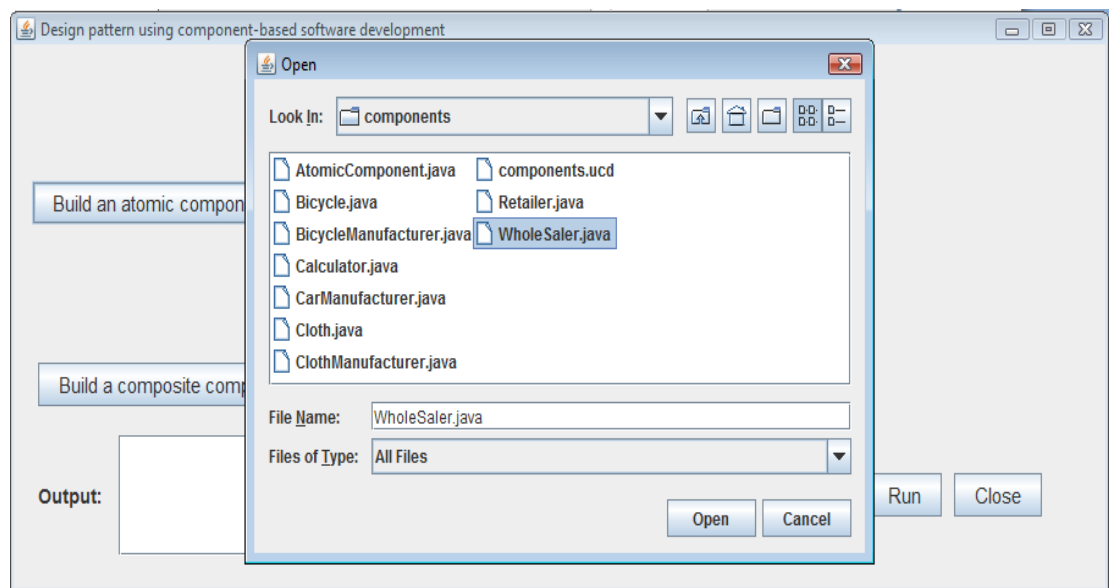 Design pattern using component-based software development
Open
Look In: components
AtomicComponent.java components.ucd
Bicycle.java Retailer.java
BicycleManufacturer.java WholeSaler.java
Calculator.java
CarManufacturer.java
Cloth.java
ClothManufacturer.java
Build an atomic compon
Build a composite comp
File Name: WholeSaler.java
Files of Type: All Files
Output:
Open Cancel
Run Close